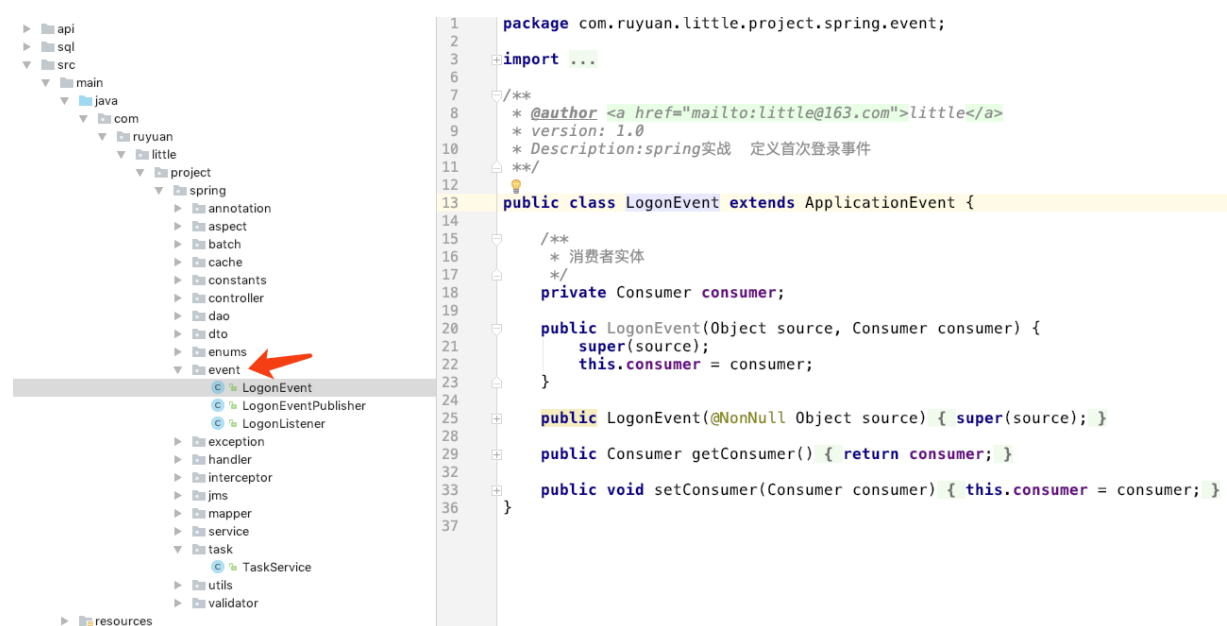 api
sql
src
main
java
com
ruyuan
little
project
spring
annotation
aspect
batch
cache
constants
controller
dao
dto
enums
event
LogonEvent
LogonEventPublisher
LogonListener
exception
handler
interceptor
jms
mapper
service
task
TaskService
utils
validator
resources
1 package com.ruyuan.little.project.spring.event;
2
3 import ...
6
7 /**
8 * @author <a href="mailto:little@163.com">little</a>
9 * version: 1.0
10 * Description:spring实战 定义首次登录事件
11 **/
12
13 public class LogonEvent extends ApplicationEvent {
14
15 /**
16 * 消费者实体
17 */
18 private Consumer consumer;
19
20 public LogonEvent(Object source, Consumer consumer) {
21 super(source);
22 this.consumer = consumer;
23 }
24
25 public LogonEvent(@NonNull Object source) { super(source); }
28
29 public Consumer getConsumer() { return consumer; }
32
33 public void setConsumer(Consumer consumer) { this.consumer = consumer; }
36 }
37